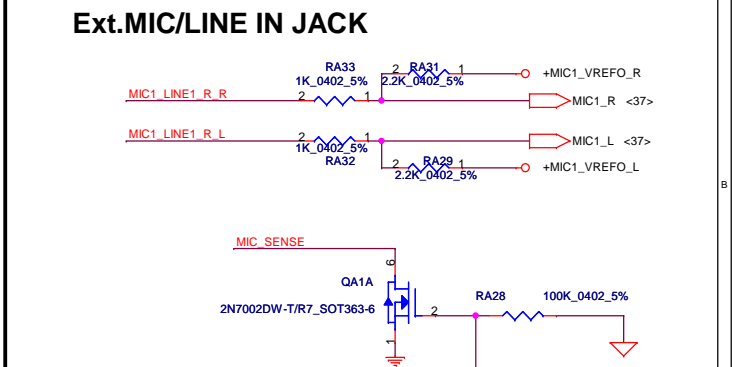 Ext.MIC/LINE IN JACK
RA33
1K_0402_5%
2 RA31 1
2.2K_0402_5%
+MIC1_VREFO_R
MIC1_LINE1_R_R
2 1
MIC1_R <37>
MIC1_LINE1_R_L
2 1
1K_0402_5%
RA32
MIC1_L <37>
2 RA29 1
2.2K_0402_5%
+MIC1_VREFO_L
B
MIC_SENSE
6
QA1A
2N7002DW-T/R7_SOT363-6
2
1
RA28 100K_0402_5%